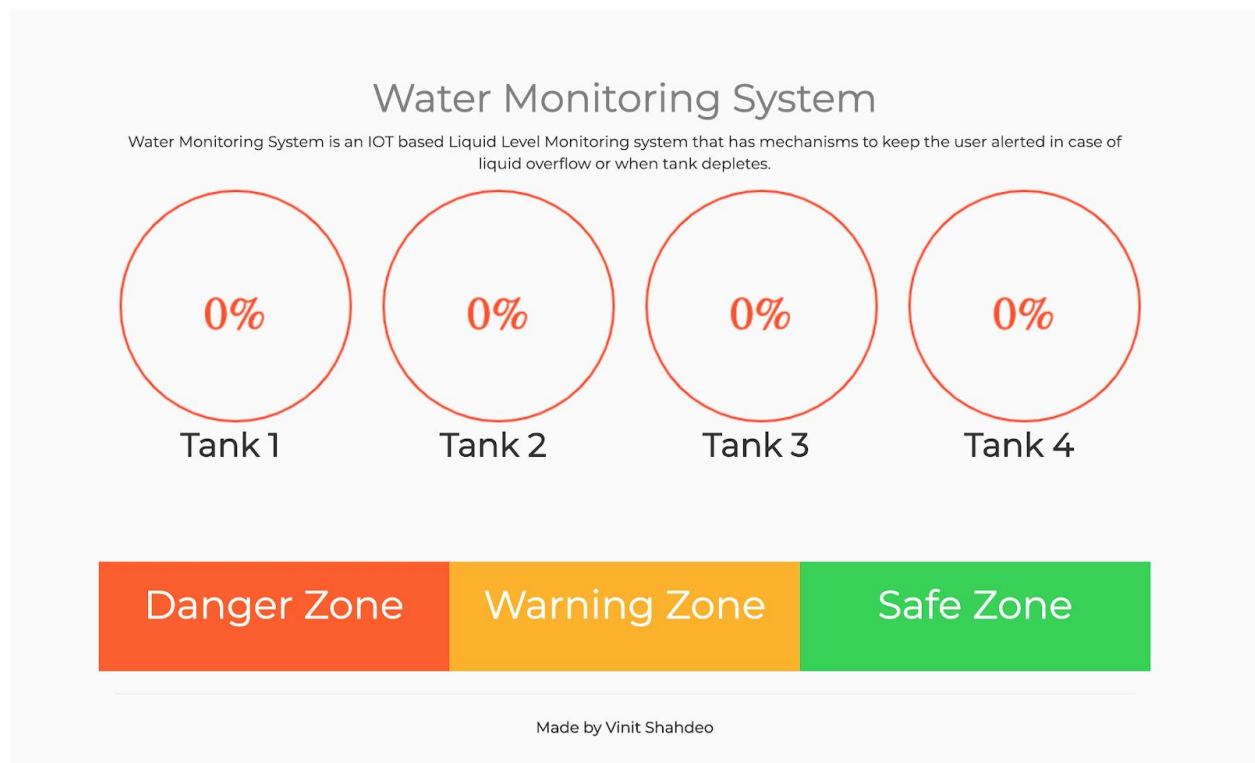 Water Monitoring System
Water Monitoring System is an IOT based Liquid Level Monitoring system that has mechanisms to keep the user alerted in case of
liquid overflow or when tank depletes.
0% 0% 0% 0%
Tank 1 Tank 2 Tank 3 Tank 4
Danger Zone Warning Zone Safe Zone
Made by Vinit Shahdeo